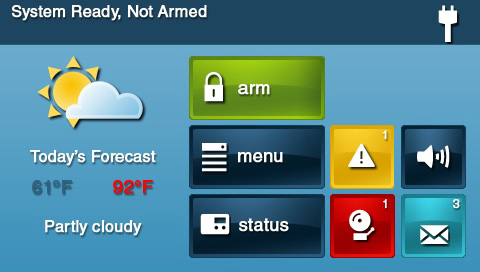 System Ready, Not Armed
arm
Today's Forecast
menu
1
61°F 92°F
Partly cloudy
status
1
3